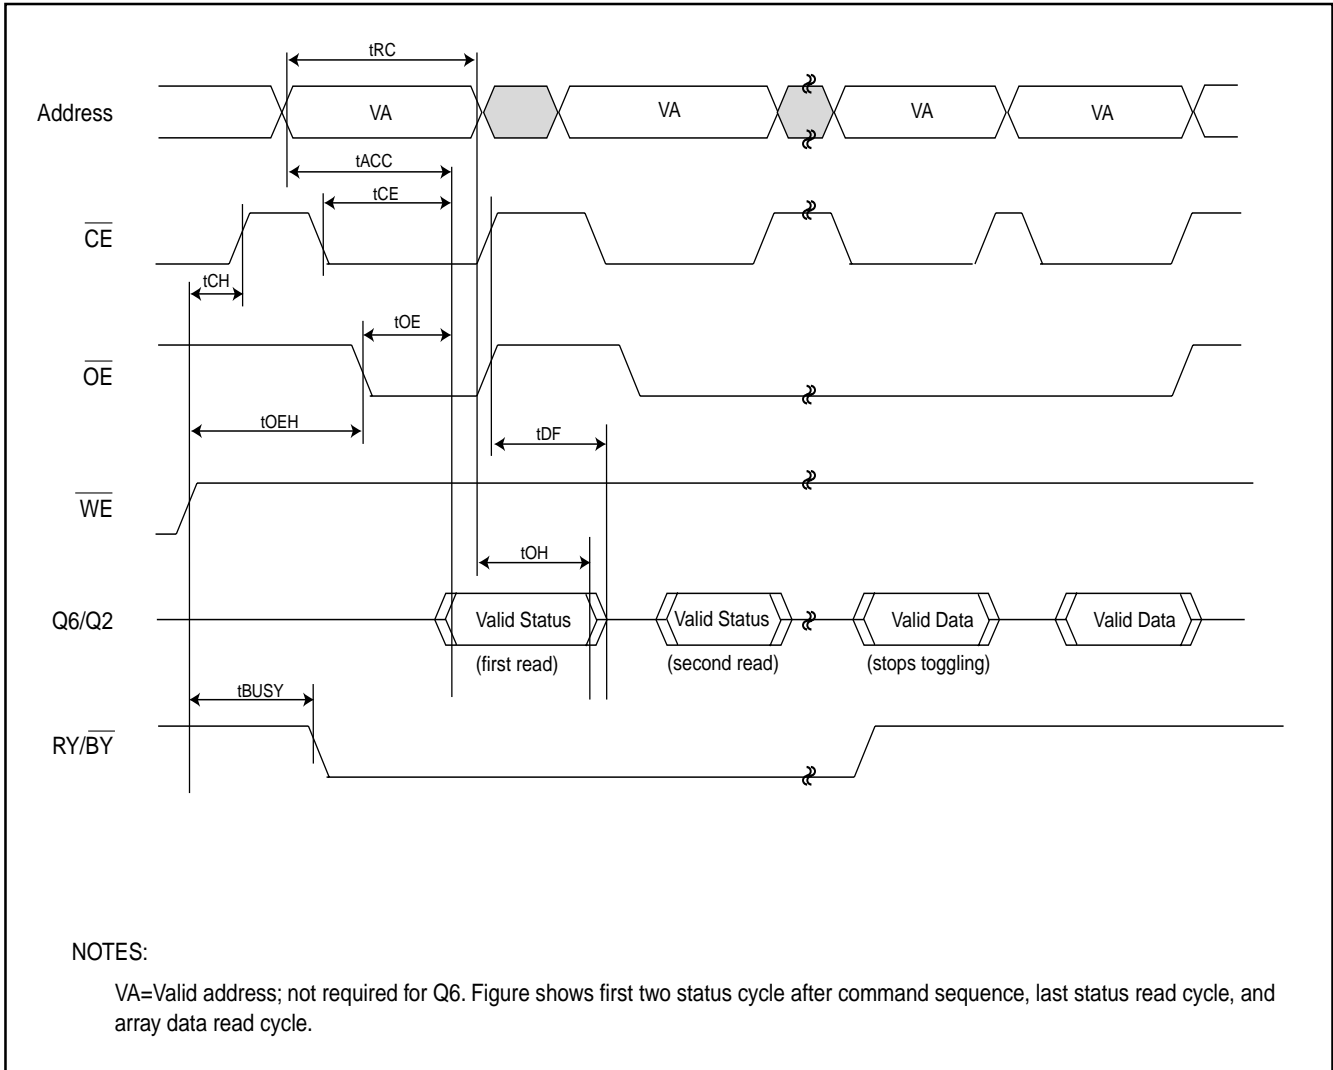 tRC
Address VA VA VA VA
tACC
tCE
CE
tCH
tOE
OE
tOEH
tDF
WE
tOH
Q6/Q2 Valid Status Valid Status Valid Data Valid Data
(first read) (second read) (stops toggling)
tBUSY
RY/BY
NOTES:
VA=Valid address; not required for Q6. Figure shows first two status cycle after command sequence, last status read cycle, and
array data read cycle.